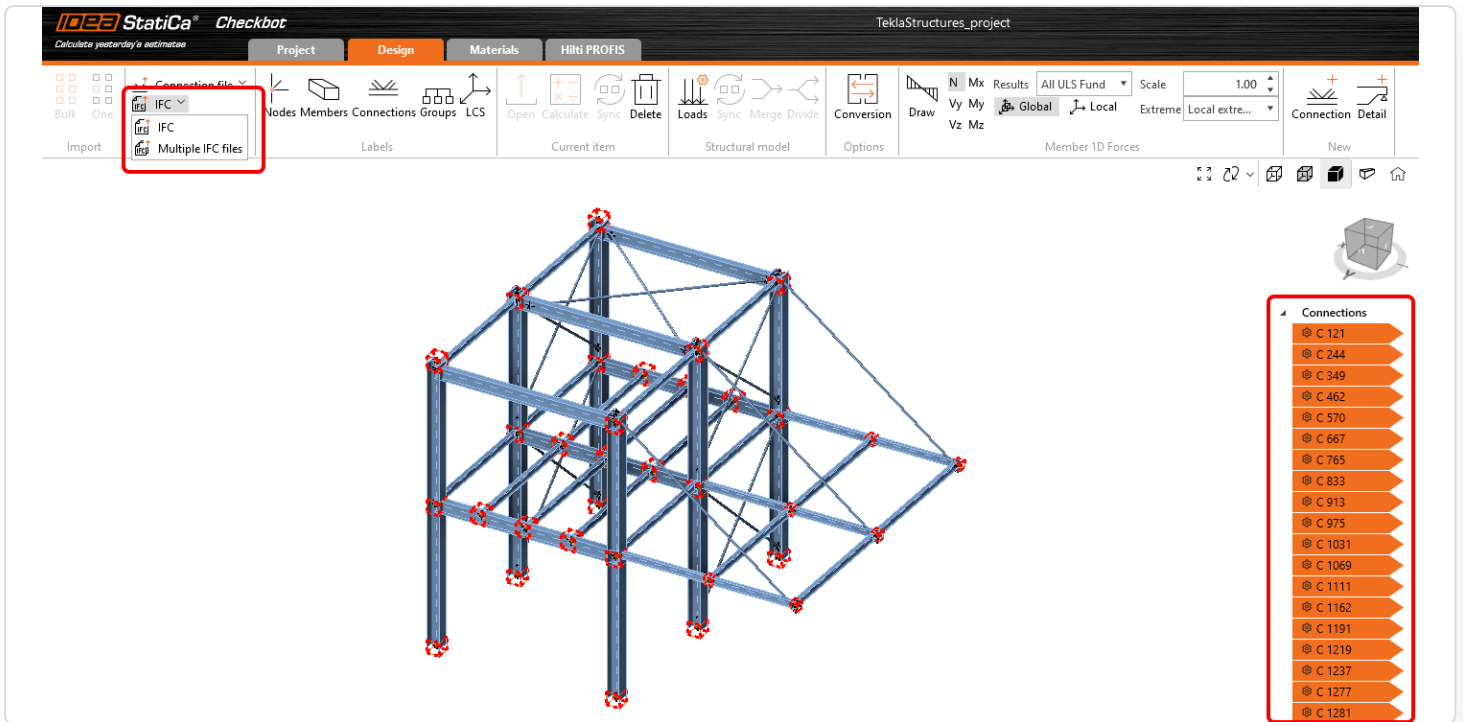 IDEA StatiCa® Checkbot
TeklaStructures_project
Calculate yesterday's estimates
Project Design Materials Hilti PROFIS
Connection file
IFC
IFC
Multiple IFC files
Bulk One
Import
Nodes Members Connections Groups LCS
Labels
Open Calculate Sync Delete
Current item
Loads Sync Merge Divide
Structural model
Conversion
Options
Draw
N Mx Results All ULS Fund Scale 1.00
Vy My Global Local Extreme Local extre...
Vz Mz
Member 1D Forces
Connection Detail
New
Connections
C 121
C 244
C 349
C 462
C 570
C 667
C 765
C 833
C 913
C 975
C 1031
C 1069
C 1111
C 1162
C 1191
C 1219
C 1237
C 1277
C 1281